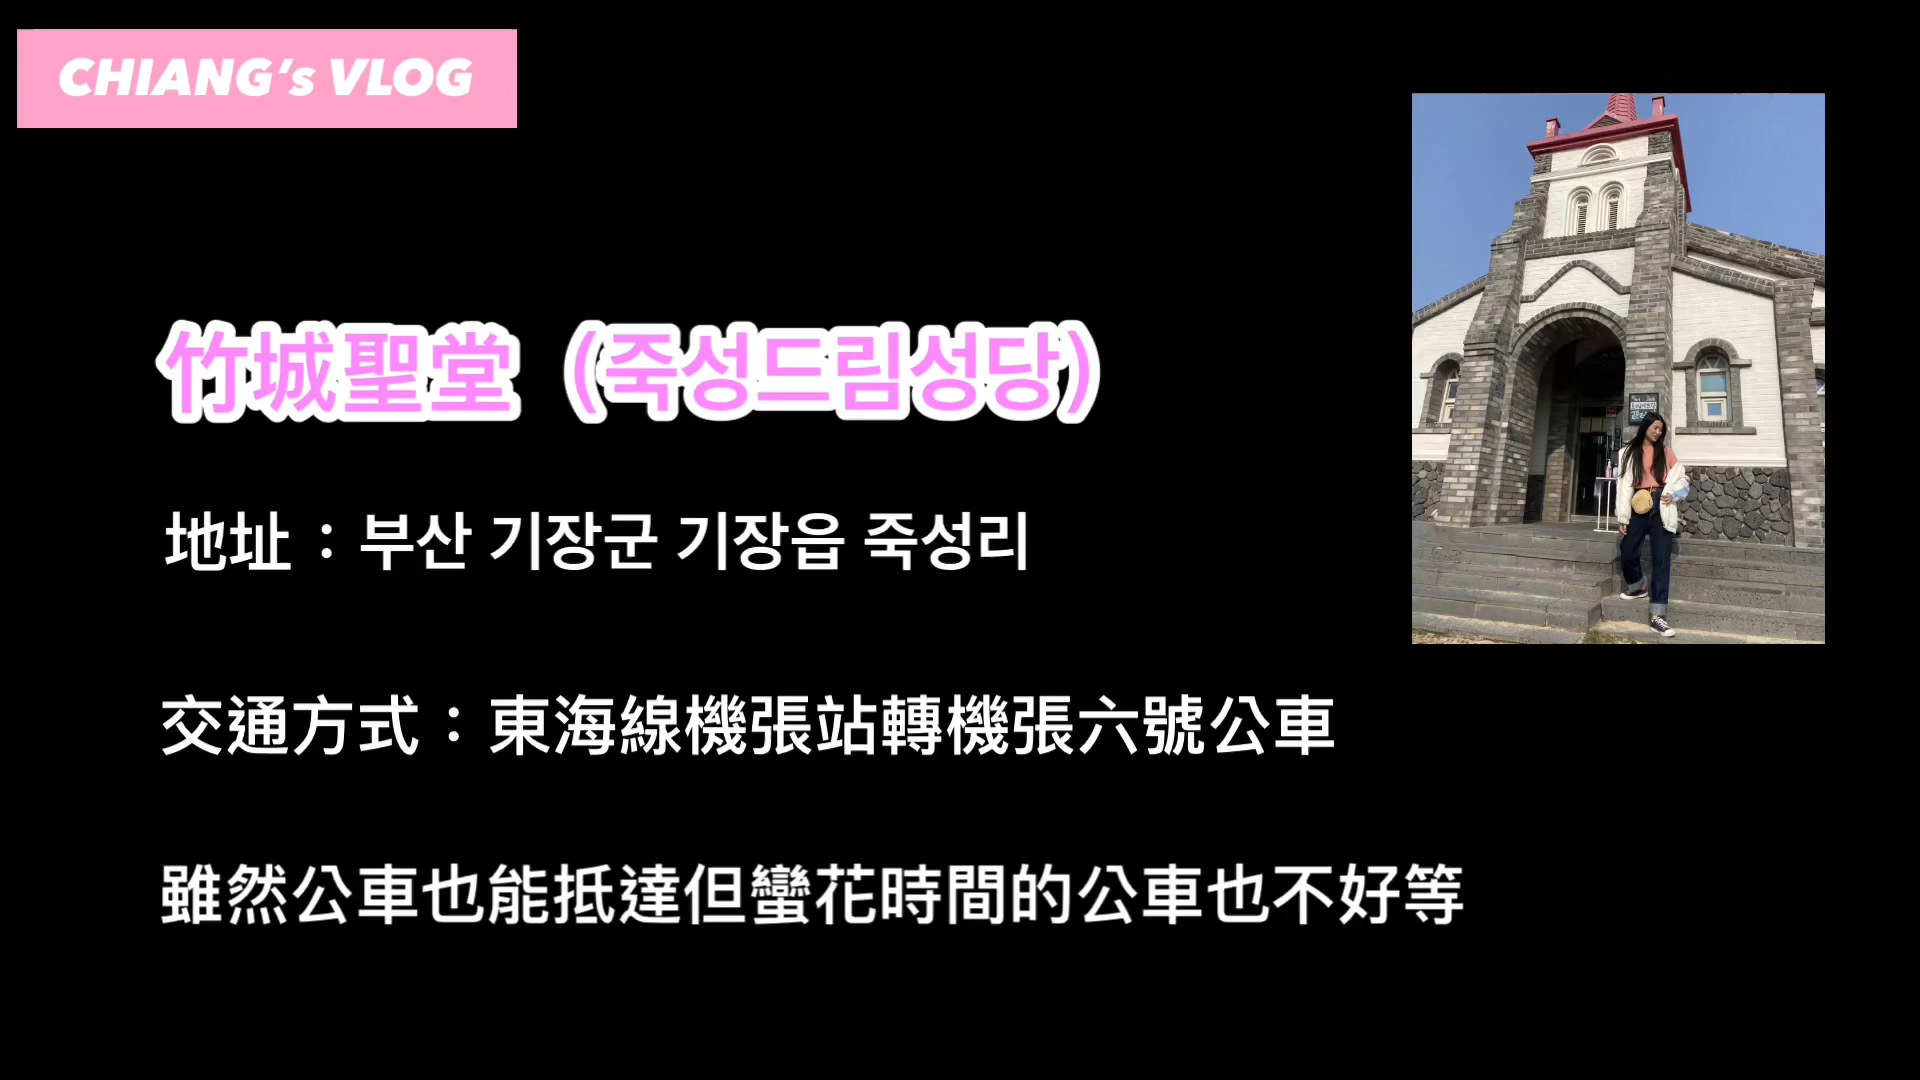 CHIANG's VLOG
竹城聖堂（죽성드림성당）
地址：부산 기장군 기장읍 죽성리
交通方式：東海線機張站轉機張六號公車
雖然公車也能抵達但蠻花時間的公車也不好等